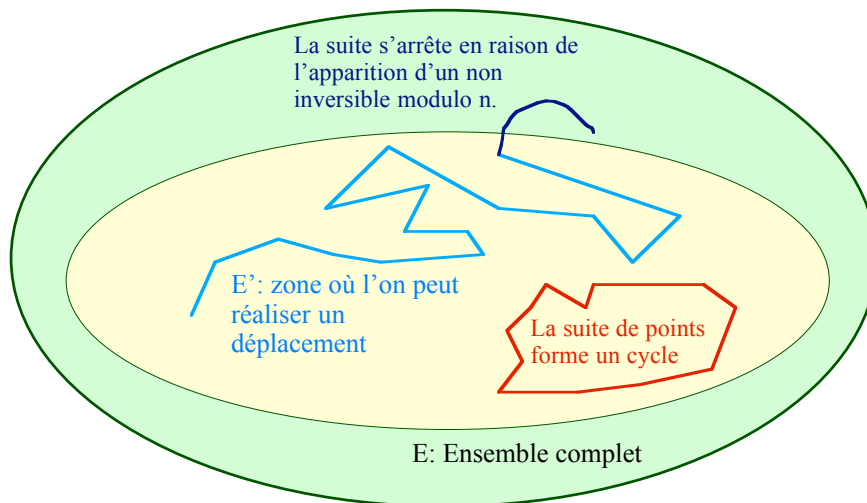 La suite s’arrête en raison de
l’apparition d’un non
inversible modulo n.
E’: zone où l’on peut
réaliser un
déplacement
La suite de points
forme un cycle
E: Ensemble complet